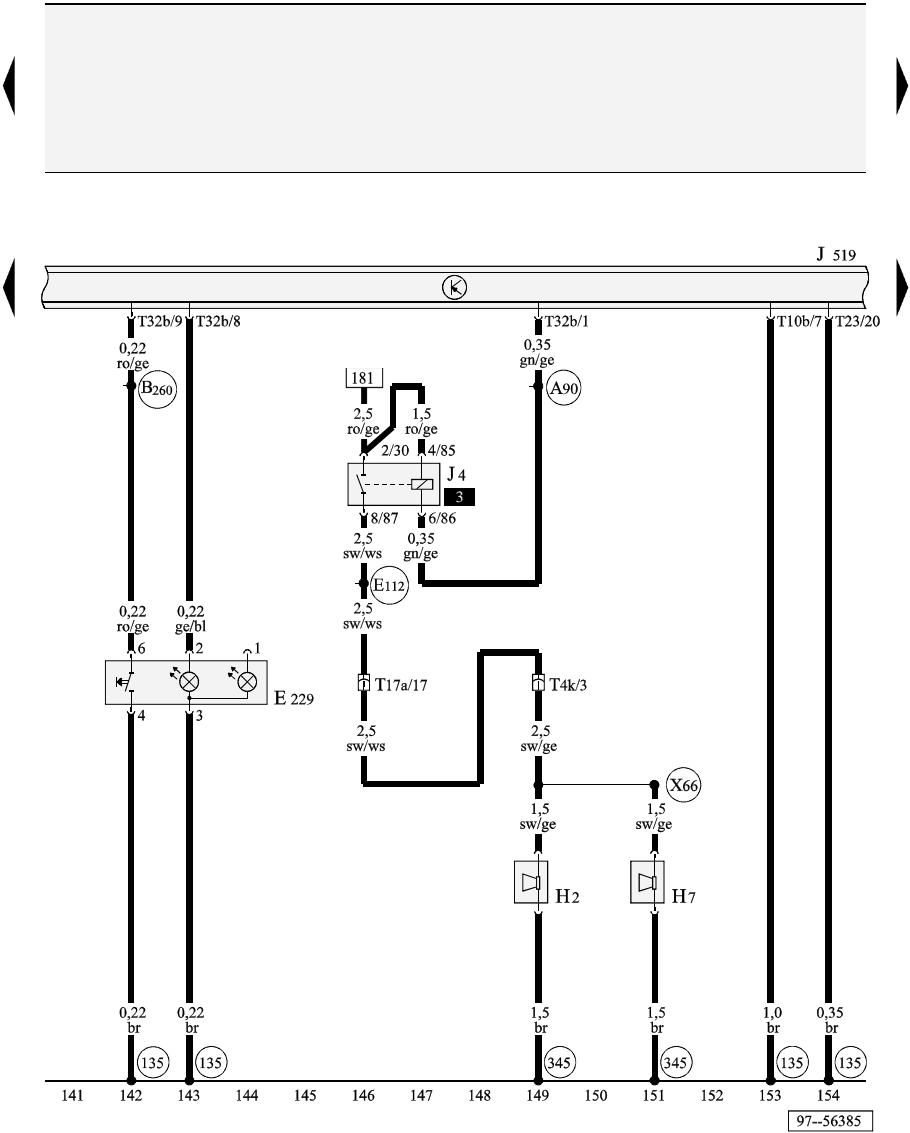 J 519
T32b/9 T32b/8 T32b/1 T10b/7 T23/20
0,22
ro/ge
0,35
gn/ge
B260
181
A90
2,5
ro/ge
1,5
ro/ge
2/30 4/85
J 4
3
8/87 6/86
2,5
sw/ws
0,35
gn/ge
E112
0,22
ro/ge
0,22
ge/bl
2,5
sw/ws
6 2 1
T17a/17 T4k/3
E 229
4 3
2,5
sw/ws
2,5
sw/ge
X66
1,5
sw/ge
1,5
sw/ge
H2 H7
0,22
br
0,22
br
1,5
br
1,5
br
1,0
br
0,35
br
135 135 345 345 135 135
141 142 143 144 145 146 147 148 149 150 151 152 153 154
97--56385